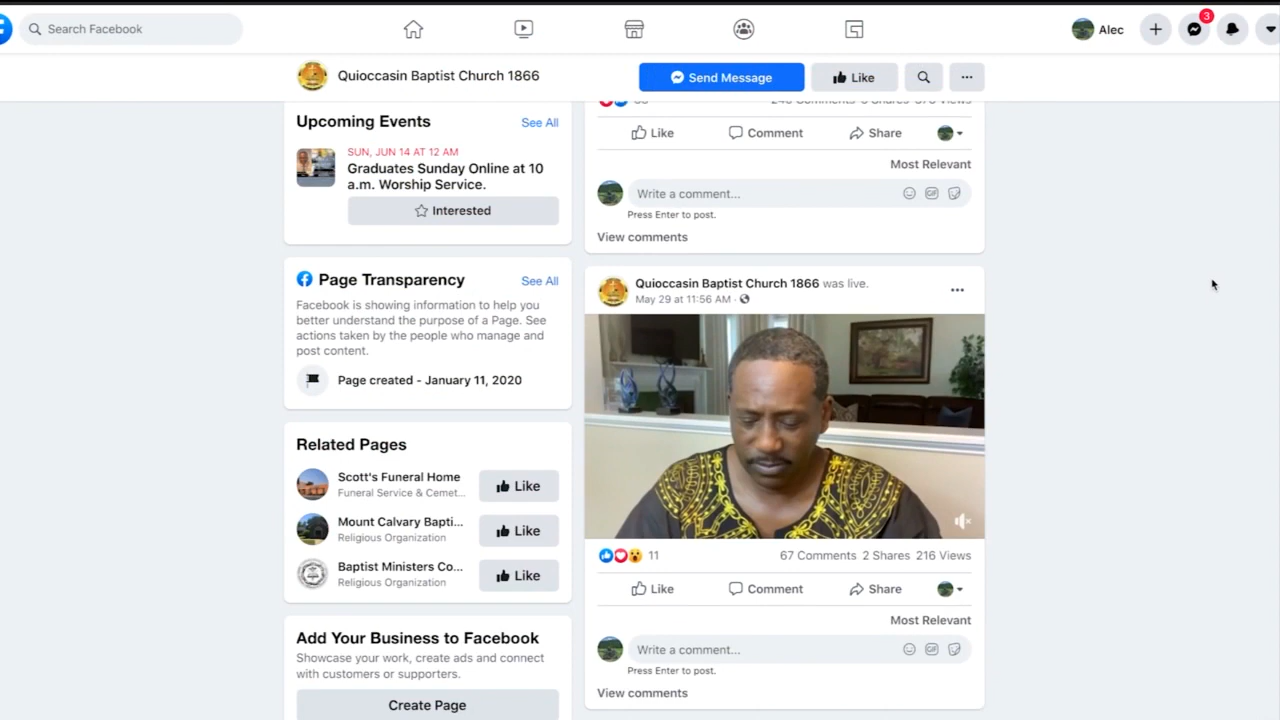 Search Facebook
Alec
3
Quioccasin Baptist Church 1866
Send Message
Like
Upcoming Events
See All
SUN, JUN 14 AT 12 AM
Graduates Sunday Online at 10
a.m. Worship Service.
Interested
Page Transparency
See All
Facebook is showing information to help you
better understand the purpose of a Page. See
actions taken by the people who manage and
post content.
Page created - January 11, 2020
Related Pages
Scott's Funeral Home
Funeral Service & Cemet...
Like
Mount Calvary Bapti...
Religious Organization
Like
Baptist Ministers Co...
Religious Organization
Like
Add Your Business to Facebook
Showcase your work, create ads and connect
with customers or supporters.
Create Page
Like Comment Share
Most Relevant
Write a comment...
GIF
Press Enter to post.
View comments
Quioccasin Baptist Church 1866 was live.
May 29 at 11:56 AM ·
11
67 Comments 2 Shares 216 Views
Like Comment Share
Most Relevant
Write a comment...
GIF
Press Enter to post.
View comments